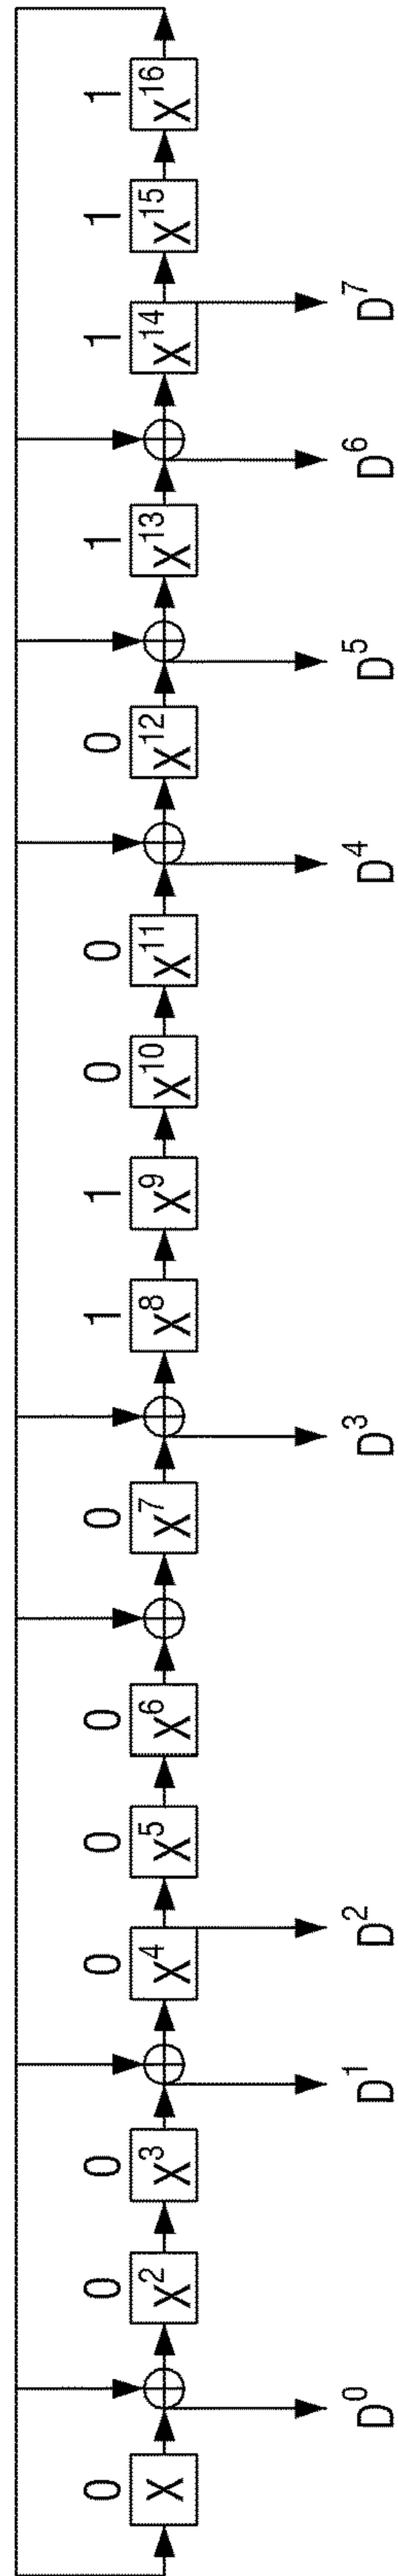 0 0 0 0 0 0 0 1 1 0 0 0 1 1 1 1
X X² X³ X⁴ X⁵ X⁶ X⁷ X⁸ X⁹ X¹⁰ X¹¹ X¹² X¹³ X¹⁴ X¹⁵ X¹⁶
D⁰ D¹ D² D³ D⁴ D⁵ D⁶ D⁷